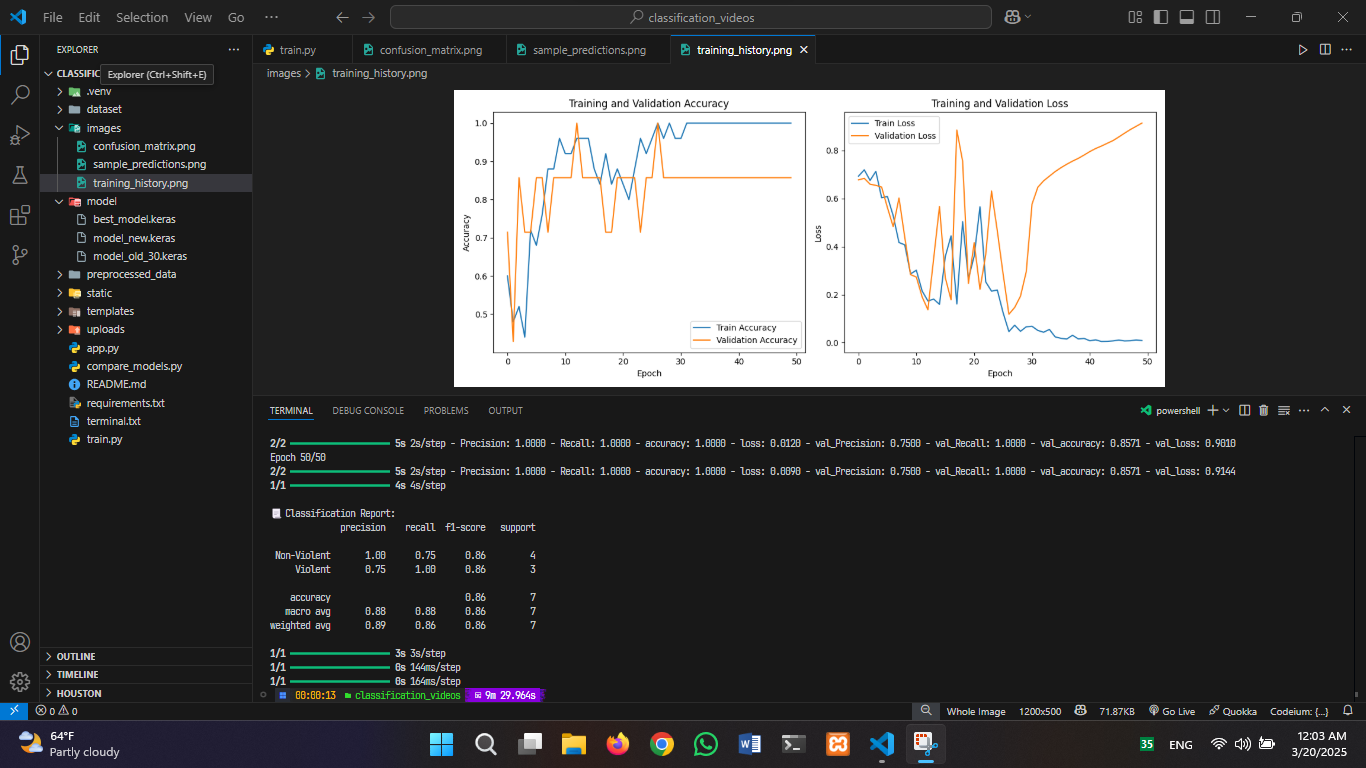 File Edit Selection View Go ··· classification_videos
EXPLORER ···
CLASSIFIC
Explorer (Ctrl+Shift+E)
.venv
dataset
images
confusion_matrix.png
sample_predictions.png
training_history.png
model
best_model.keras
model_new.keras
model_old_30.keras
preprocessed_data
static
templates
uploads
app.py
compare_models.py
README.md
requirements.txt
terminal.txt
train.py
OUTLINE
TIMELINE
HOUSTON
train.py confusion_matrix.png sample_predictions.png training_history.png
images > training_history.png
Training and Validation Accuracy
Accuracy
1.0
0.9
0.8
0.7
0.6
0.5
Train Accuracy
Validation Accuracy
0 10 20 30 40 50
Epoch
Training and Validation Loss
Train Loss
Validation Loss
Loss
0.8
0.6
0.4
0.2
0.0
0 10 20 30 40 50
Epoch
TERMINAL DEBUG CONSOLE PROBLEMS OUTPUT powershell
2/2 5s 2s/step - Precision: 1.0000 - Recall: 1.0000 - accuracy: 1.0000 - loss: 0.0120 - val_Precision: 0.7500 - val_Recall: 1.0000 - val_accuracy: 0.8571 - val_loss: 0.9010
Epoch 50/50
2/2 5s 2s/step - Precision: 1.0000 - Recall: 1.0000 - accuracy: 1.0000 - loss: 0.0090 - val_Precision: 0.7500 - val_Recall: 1.0000 - val_accuracy: 0.8571 - val_loss: 0.9144
1/1 4s 4s/step
Classification Report:
precision recall f1-score support
Non-Violent 1.00 0.75 0.86 4
Violent 0.75 1.00 0.86 3
accuracy 0.86 7
macro avg 0.88 0.88 0.86 7
weighted avg 0.89 0.86 0.86 7
1/1 3s 3s/step
1/1 0s 144ms/step
1/1 0s 164ms/step
00:00:13 classification_videos 9m 29.964s
0 0 Whole Image 1200x500 71.87KB Go Live Quokka Codeium: {...}
64°F
Partly cloudy
35 ENG
12:03 AM
3/20/2025